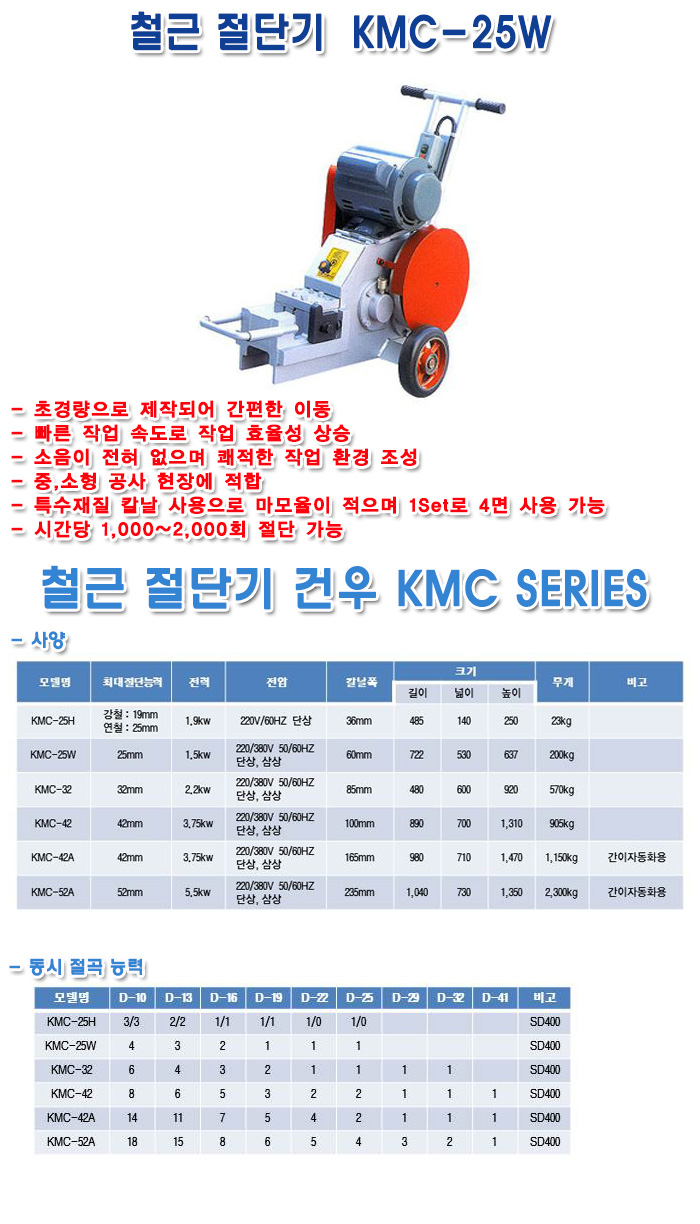 철근 절단기 KMC-25W
- 초경량으로 제작되어 간편한 이동
- 빠른 작업 속도로 작업 효율성 상승
- 소음이 전혀 없으며 쾌적한 작업 환경 조성
- 중,소형 공사 현장에 적합
- 특수재질 칼날 사용으로 마모율이 적으며 1Set로 4면 사용 가능
- 시간당 1,000~2,000회 절단 가능
철근 절단기 건우 KMC SERIES
- 사양
모델명 최대절단능력 전력 전압 칼날폭 크기 무게 비고
길이 넓이 높이
KMC-25H 강철 : 19mm 연철 : 25mm 1,9kw 220V/60HZ 단상 36mm 485 140 250 23kg
KMC-25W 25mm 1,5kw 220/380V 50/60HZ 단상, 삼상 60mm 722 530 637 200kg
KMC-32 32mm 2,2kw 220/380V 50/60HZ 단상, 삼상 85mm 480 600 920 570kg
KMC-42 42mm 3,75kw 220/380V 50/60HZ 단상, 삼상 100mm 890 700 1,310 905kg
KMC-42A 42mm 3,75kw 220/380V 50/60HZ 단상, 삼상 165mm 980 710 1,470 1,150kg 간이자동화용
KMC-52A 52mm 5,5kw 220/380V 50/60HZ 단상, 삼상 235mm 1,040 730 1,350 2,300kg 간이자동화용
- 동시 절곡 능력
모델명 D-10 D-13 D-16 D-19 D-22 D-25 D-29 D-32 D-41 비고
KMC-25H 3/3 2/2 1/1 1/1 1/0 1/0 SD400
KMC-25W 4 3 2 1 1 1 SD400
KMC-32 6 4 3 2 1 1 1 1 SD400
KMC-42 8 6 5 3 2 2 1 1 1 SD400
KMC-42A 14 11 7 5 4 2 1 1 1 SD400
KMC-52A 18 15 8 6 5 4 3 2 1 SD400